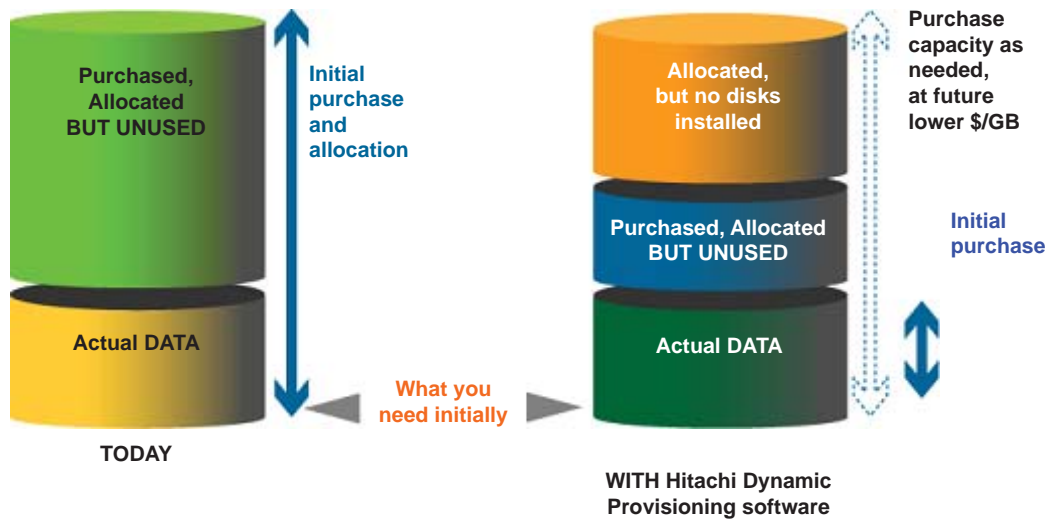 Purchased,
Allocated
BUT UNUSED
Initial
purchase
and
allocation
Actual DATA
TODAY
What you
need initially
Allocated,
but no disks
installed
Purchased, Allocated
BUT UNUSED
Actual DATA
WITH Hitachi Dynamic
Provisioning software
Purchase
capacity as
needed,
at future
lower $/GB
Initial
purchase